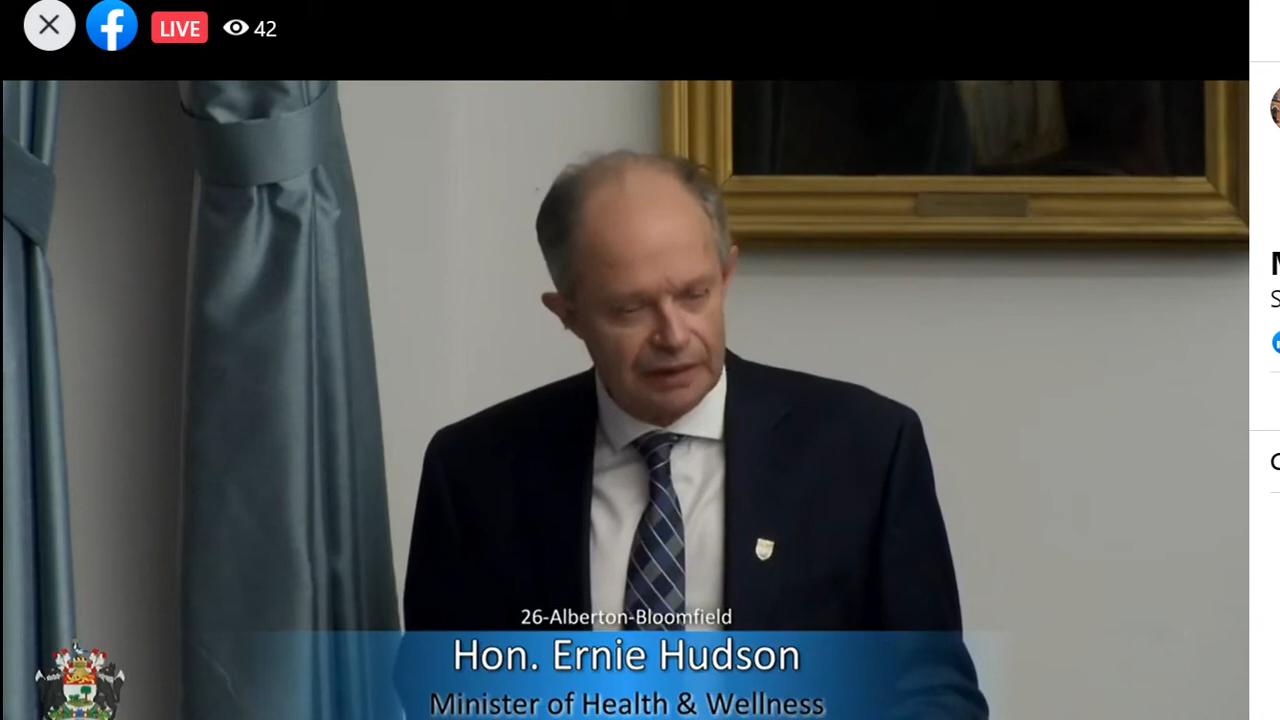 LIVE 42
26-Alberton-Bloomfield
Hon. Ernie Hudson
Minister of Health & Wellness